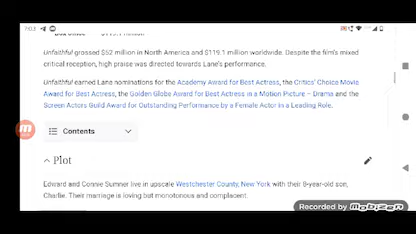 Unfaithful grossed $52 million in North America and $119.1 million worldwide. Despite the film's mixed
critical reception, high praise was directed towards Lane's performance.
Unfaithful earned Lane nominations for the Academy Award for Best Actress, the Critics' Choice Movie
Award for Best Actress, the Golden Globe Award for Best Actress in a Motion Picture – Drama and the
Screen Actors Guild Award for Outstanding Performance by a Female Actor in a Leading Role.
Contents
Plot
Edward and Connie Sumner live in upscale Westchester County, New York with their 8-year-old son,
Charlie. Their marriage is loving but monotonous and complacent.
Recorded by Mobizen